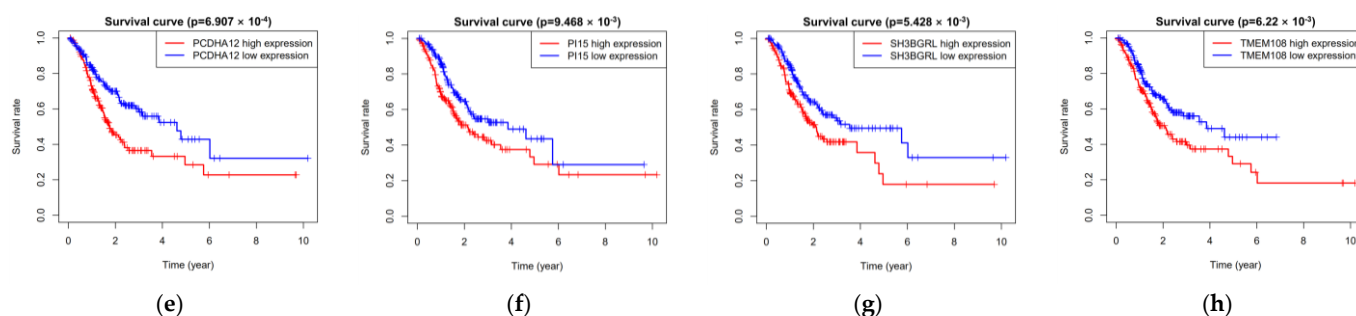 Survival curve (p=6.907 × 10-4)
PCDHA12 high expression
PCDHA12 low expression
Survival rate
1.0
0.8
0.6
0.4
0.2
0.0
0 2 4 6 8 10
Time (year)
(e)
Survival curve (p=9.468 × 10-3)
PI15 high expression
PI15 low expression
Survival rate
1.0
0.8
0.6
0.4
0.2
0.0
0 2 4 6 8 10
Time (year)
(f)
Survival curve (p=5.428 × 10-3)
SH3BGRL high expression
SH3BGRL low expression
Survival rate
1.0
0.8
0.6
0.4
0.2
0.0
0 2 4 6 8 10
Time (year)
(g)
Survival curve (p=6.22 × 10-3)
TMEM108 high expression
TMEM108 low expression
Survival rate
1.0
0.8
0.6
0.4
0.2
0.0
0 2 4 6 8 10
Time (year)
(h)